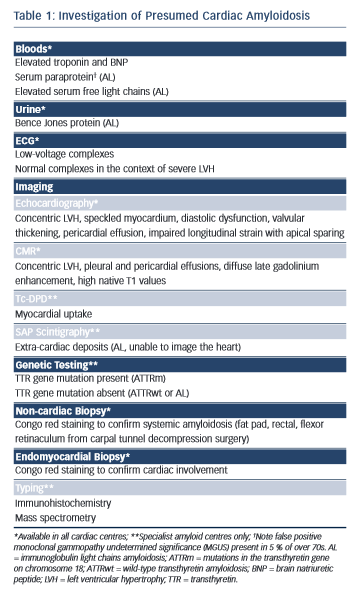 Table 1: Investigation of Presumed Cardiac Amyloidosis
Bloods*
Elevated troponin and BNP
Serum paraprotein† (AL)
Elevated serum free light chains (AL)
Urine*
Bence Jones protein (AL)
ECG*
Low-voltage complexes
Normal complexes in the context of severe LVH
Imaging
Echocardiography*
Concentric LVH, speckled myocardium, diastolic dysfunction, valvular
thickening, pericardial effusion, impaired longitudinal strain with apical sparing
CMR*
Concentric LVH, pleural and pericardial effusions, diffuse late gadolinium
enhancement, high native T1 values
Tc-DPD**
Myocardial uptake
SAP Scintigraphy**
Extra-cardiac deposits (AL, unable to image the heart)
Genetic Testing**
TTR gene mutation present (ATTRm)
TTR gene mutation absent (ATTRwt or AL)
Non-cardiac Biopsy*
Congo red staining to confirm systemic amyloidosis (fat pad, rectal, flexor
retinaculum from carpal tunnel decompression surgery)
Endomyocardial Biopsy*
Congo red staining to confirm cardiac involvement
Typing**
Immunohistochemistry
Mass spectrometry
*Available in all cardiac centres; **Specialist amyloid centres only; †Note false positive
monoclonal gammopathy undetermined significance (MGUS) present in 5 % of over 70s. AL
= immunoglobulin light chains amyloidosis; ATTRm = mutations in the transthyretin gene
on chromosome 18; ATTRwt = wild-type transthyretin amyloidosis; BNP = brain natriuretic
peptide; LVH = left ventricular hypertrophy; TTR = transthyretin.